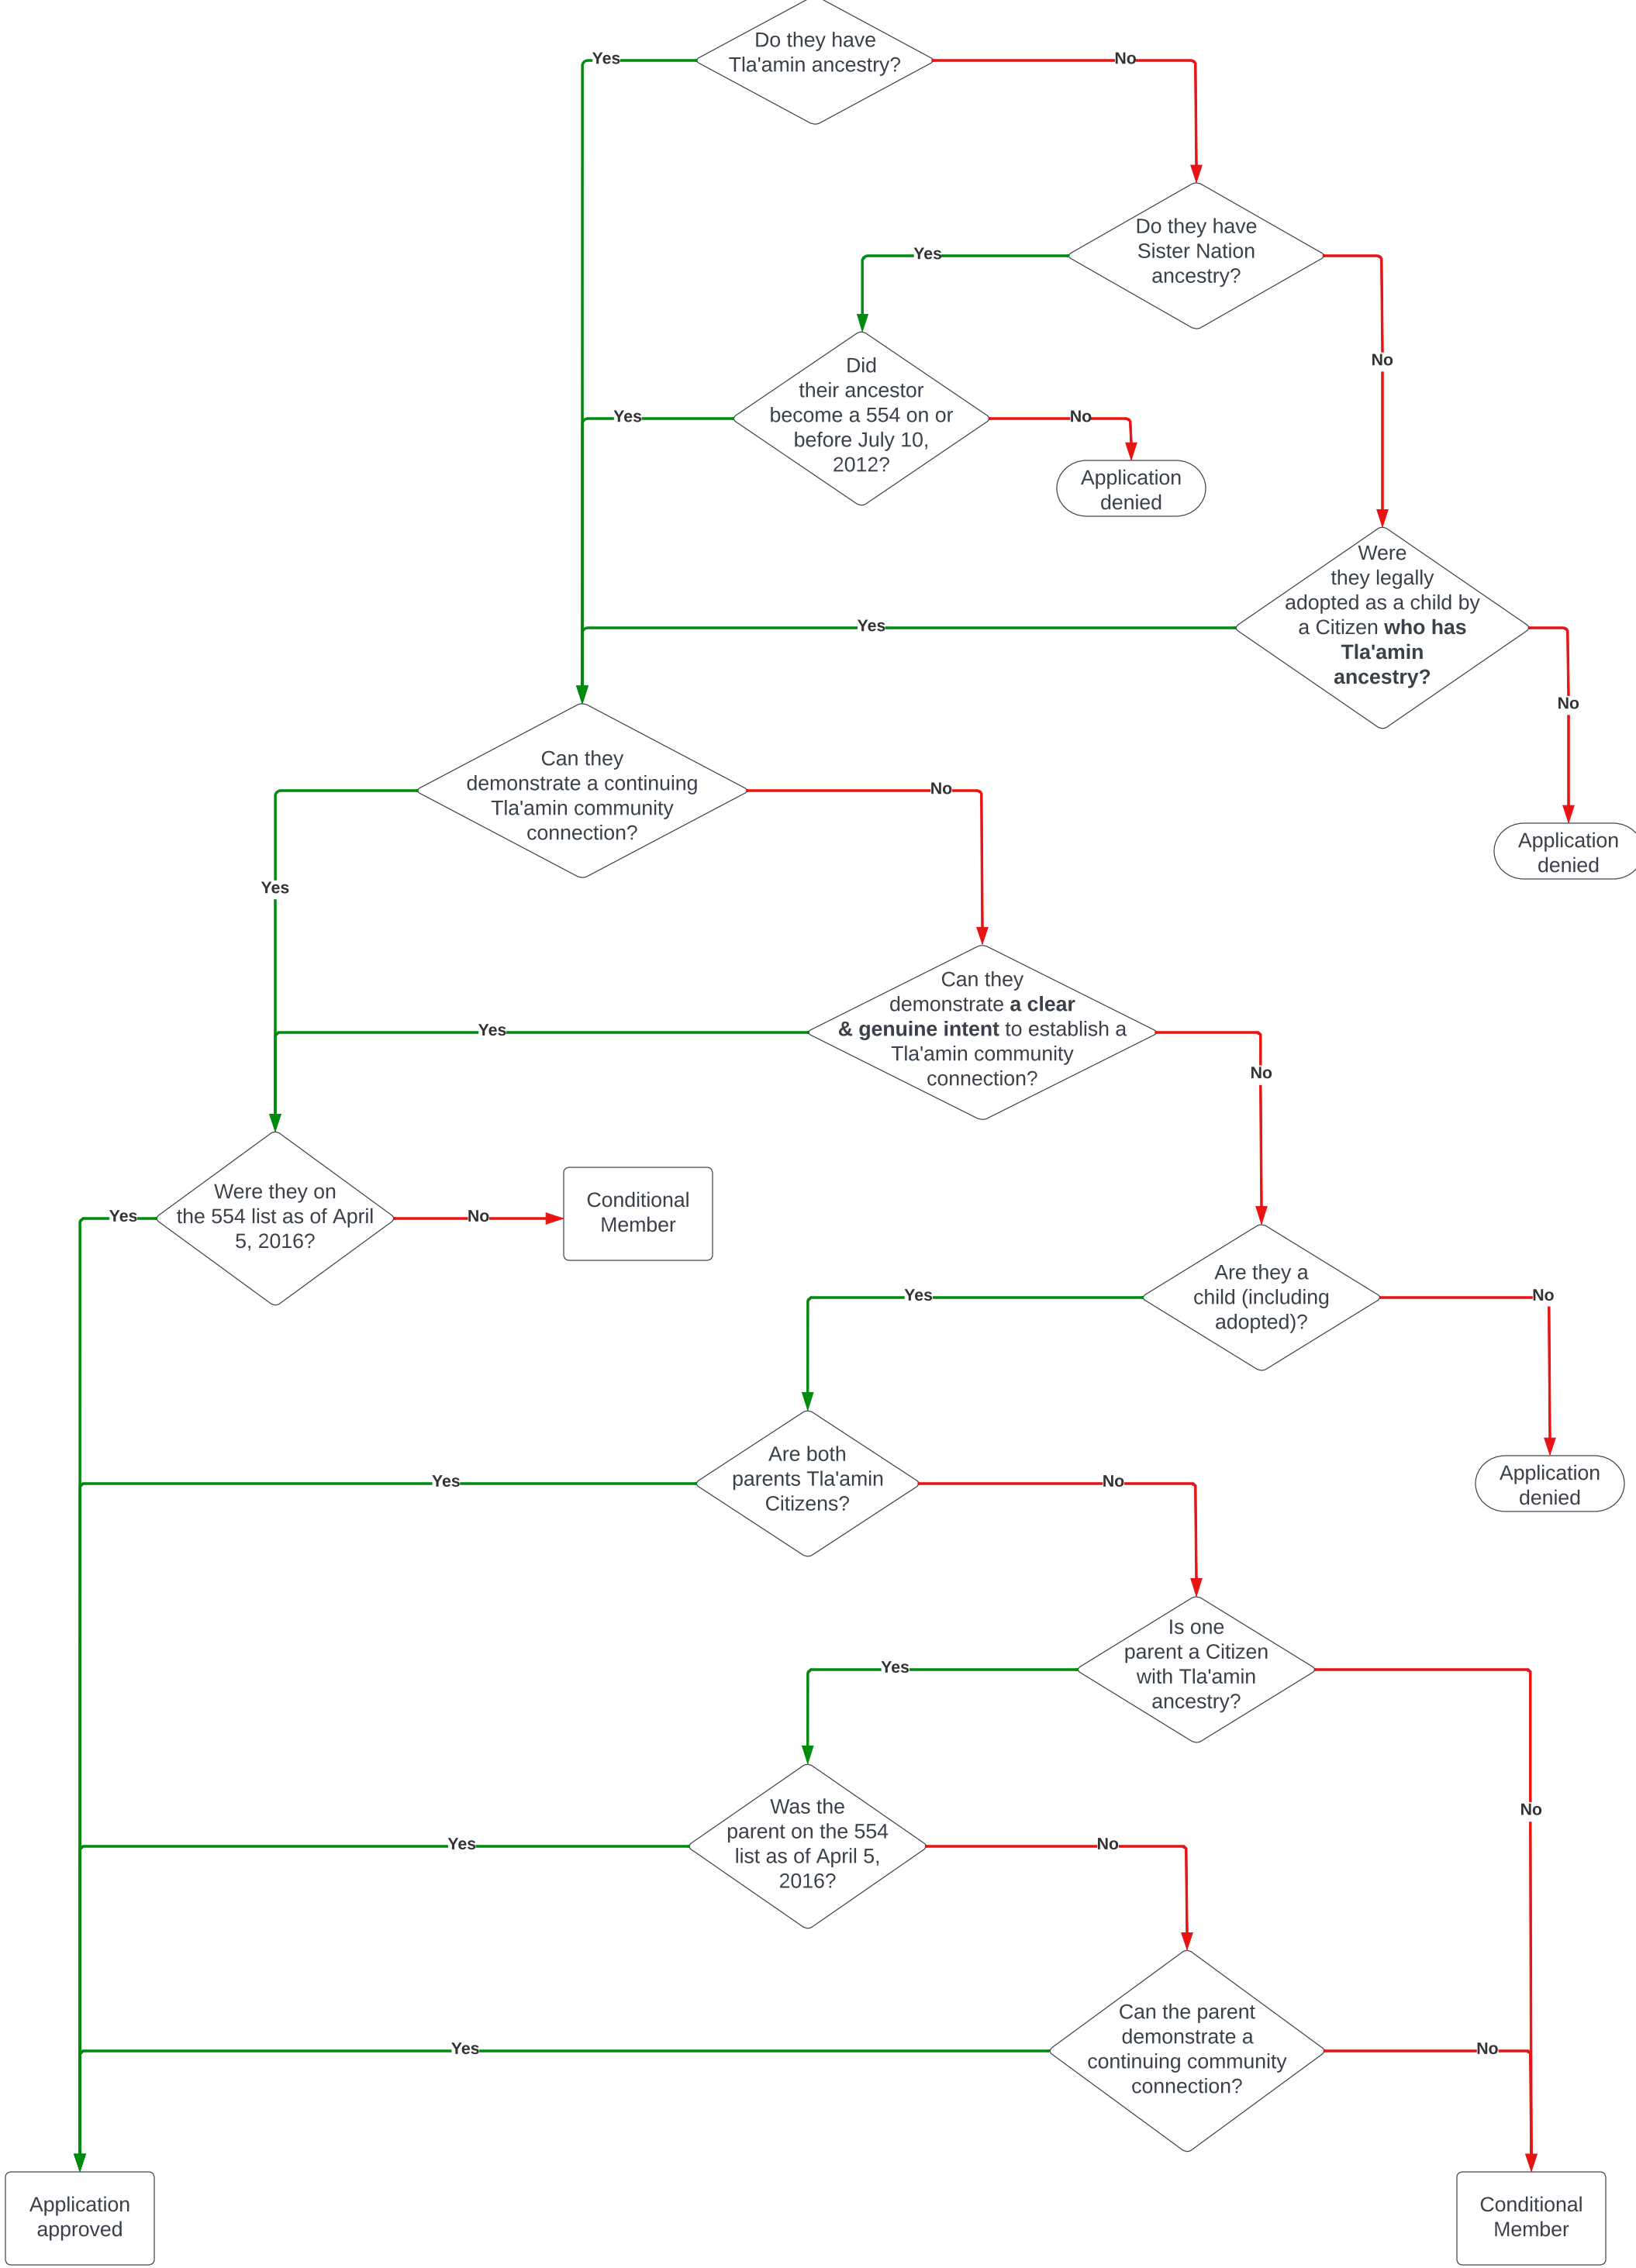 Do they have
Tla'amin ancestry?
Yes
No
Do they have
Sister Nation
ancestry?
Yes
No
Did
their ancestor
become a 554 on or
before July 10,
2012?
Yes
No
Application
denied
Were
they legally
adopted as a child by
a Citizen who has
Tla'amin
ancestry?
Yes
No
Application
denied
Can they
demonstrate a continuing
Tla'amin community
connection?
Yes
No
Can they
demonstrate a clear
& genuine intent to establish a
Tla'amin community
connection?
Yes
No
Were they on
the 554 list as of April
5, 2016?
Yes
No
Conditional
Member
Are they a
child (including
adopted)?
Yes
No
Application
denied
Are both
parents Tla'amin
Citizens?
Yes
No
Is one
parent a Citizen
with Tla'amin
ancestry?
Yes
No
Was the
parent on the 554
list as of April 5,
2016?
Yes
No
Can the parent
demonstrate a
continuing community
connection?
Yes
No
Application
approved
Conditional
Member